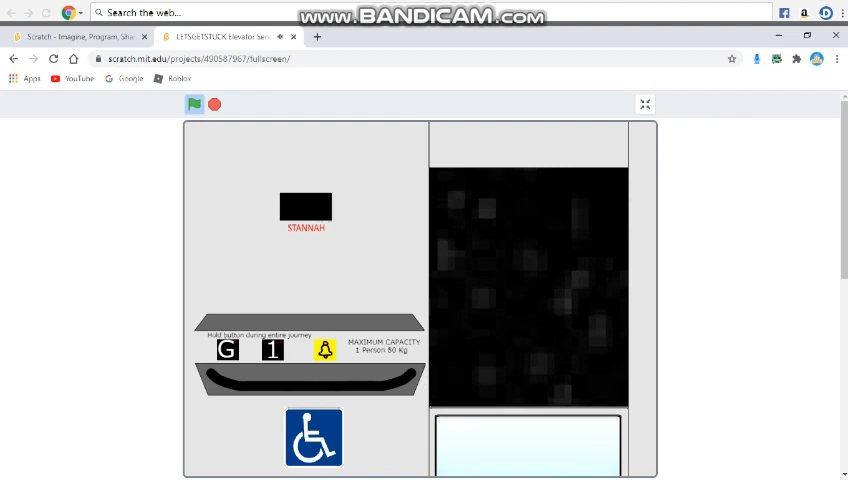 Search the web...
www.BANDICAM.com
Scratch - Imagine, Program, Sha
LETSGETSTUCK Elevator Serv
scratch.mit.edu/projects/490587967/fullscreen/
Apps YouTube Google Roblox
STANNAH
Hold button during entire journey
G 1
MAXIMUM CAPACITY
1 Person 80 Kg